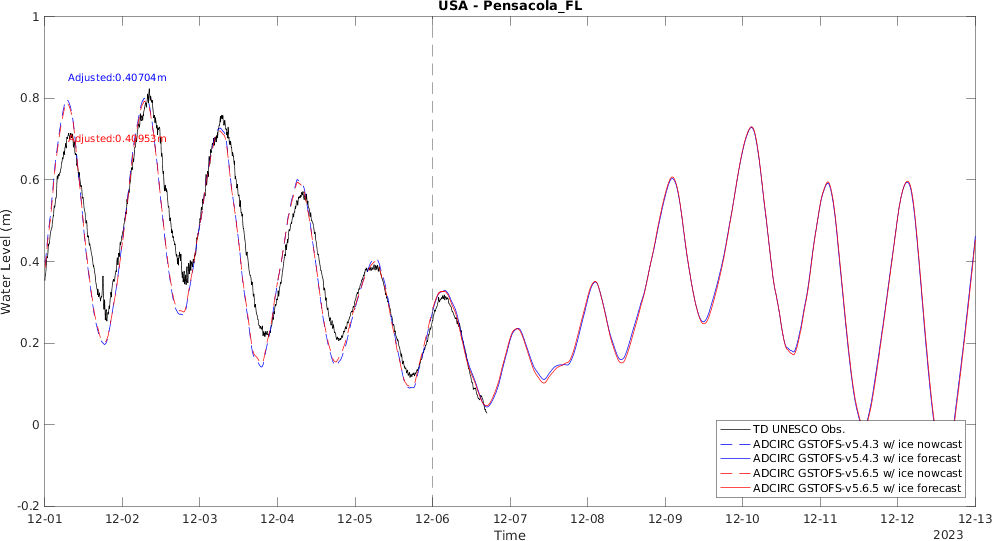 USA - Pensacola_FL
1
Adjusted:0.40704m
0.8
Adjusted:0.40953m
0.6
0.4
Water Level (m)
0.2
0
TD UNESCO Obs.
ADCIRC GSTOFS-v5.4.3 w/ ice nowcast
ADCIRC GSTOFS-v5.4.3 w/ ice forecast
ADCIRC GSTOFS-v5.6.5 w/ ice nowcast
ADCIRC GSTOFS-v5.6.5 w/ ice forecast
-0.2
12-01 12-02 12-03 12-04 12-05 12-06 12-07 12-08 12-09 12-10 12-11 12-12 12-13
Time
2023